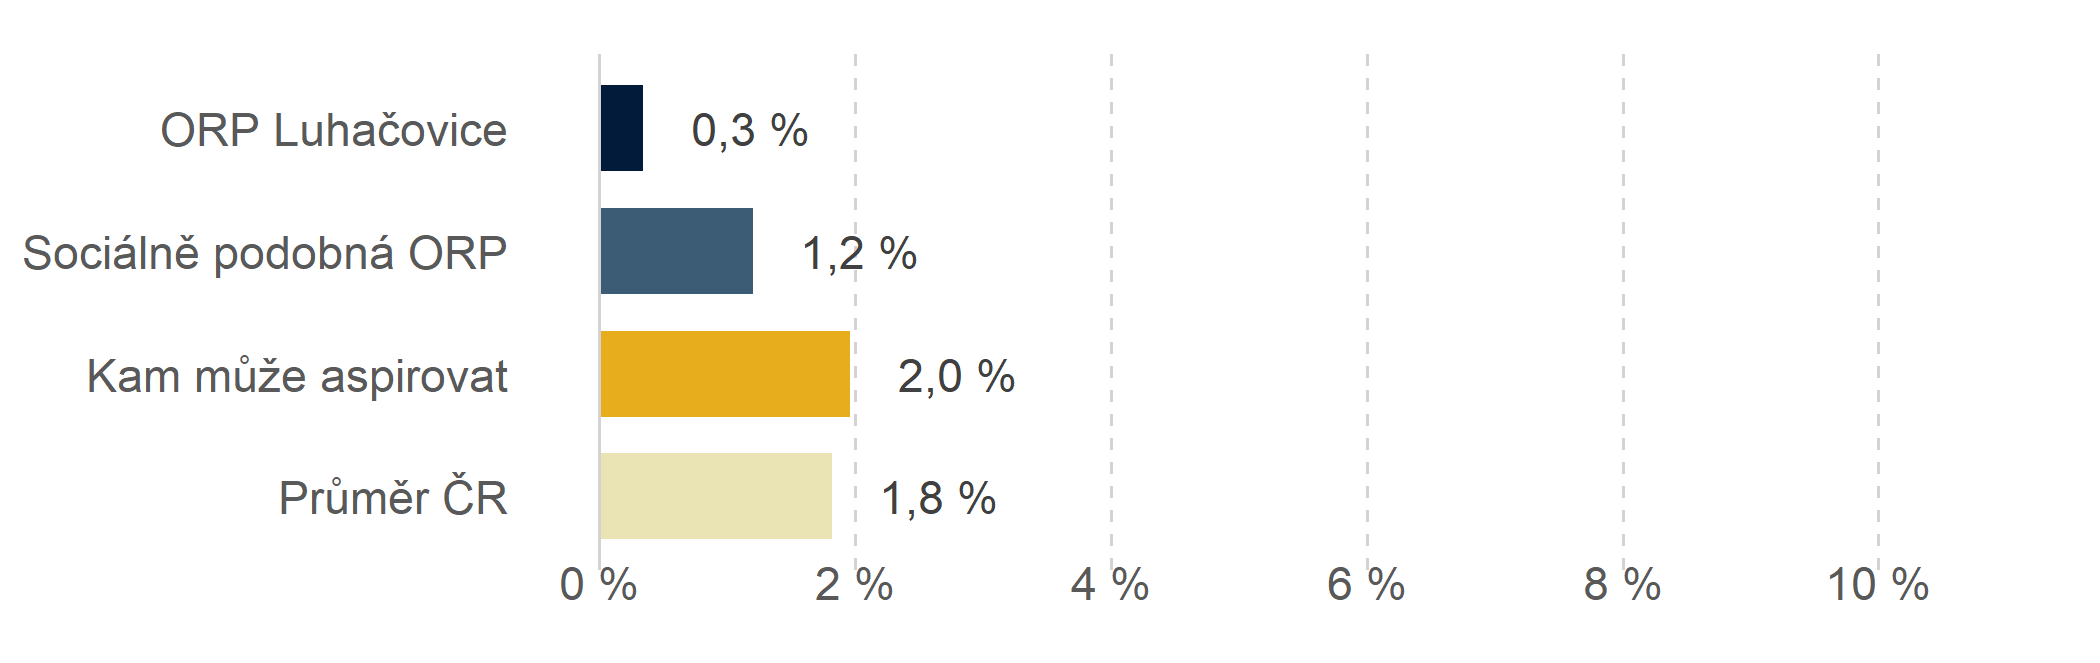 ORP Luhačovice 0,3 %
Sociálně podobná ORP 1,2 %
Kam může aspirovat 2,0 %
Průměr ČR 1,8 %
0 % 2 % 4 % 6 % 8 % 10 %